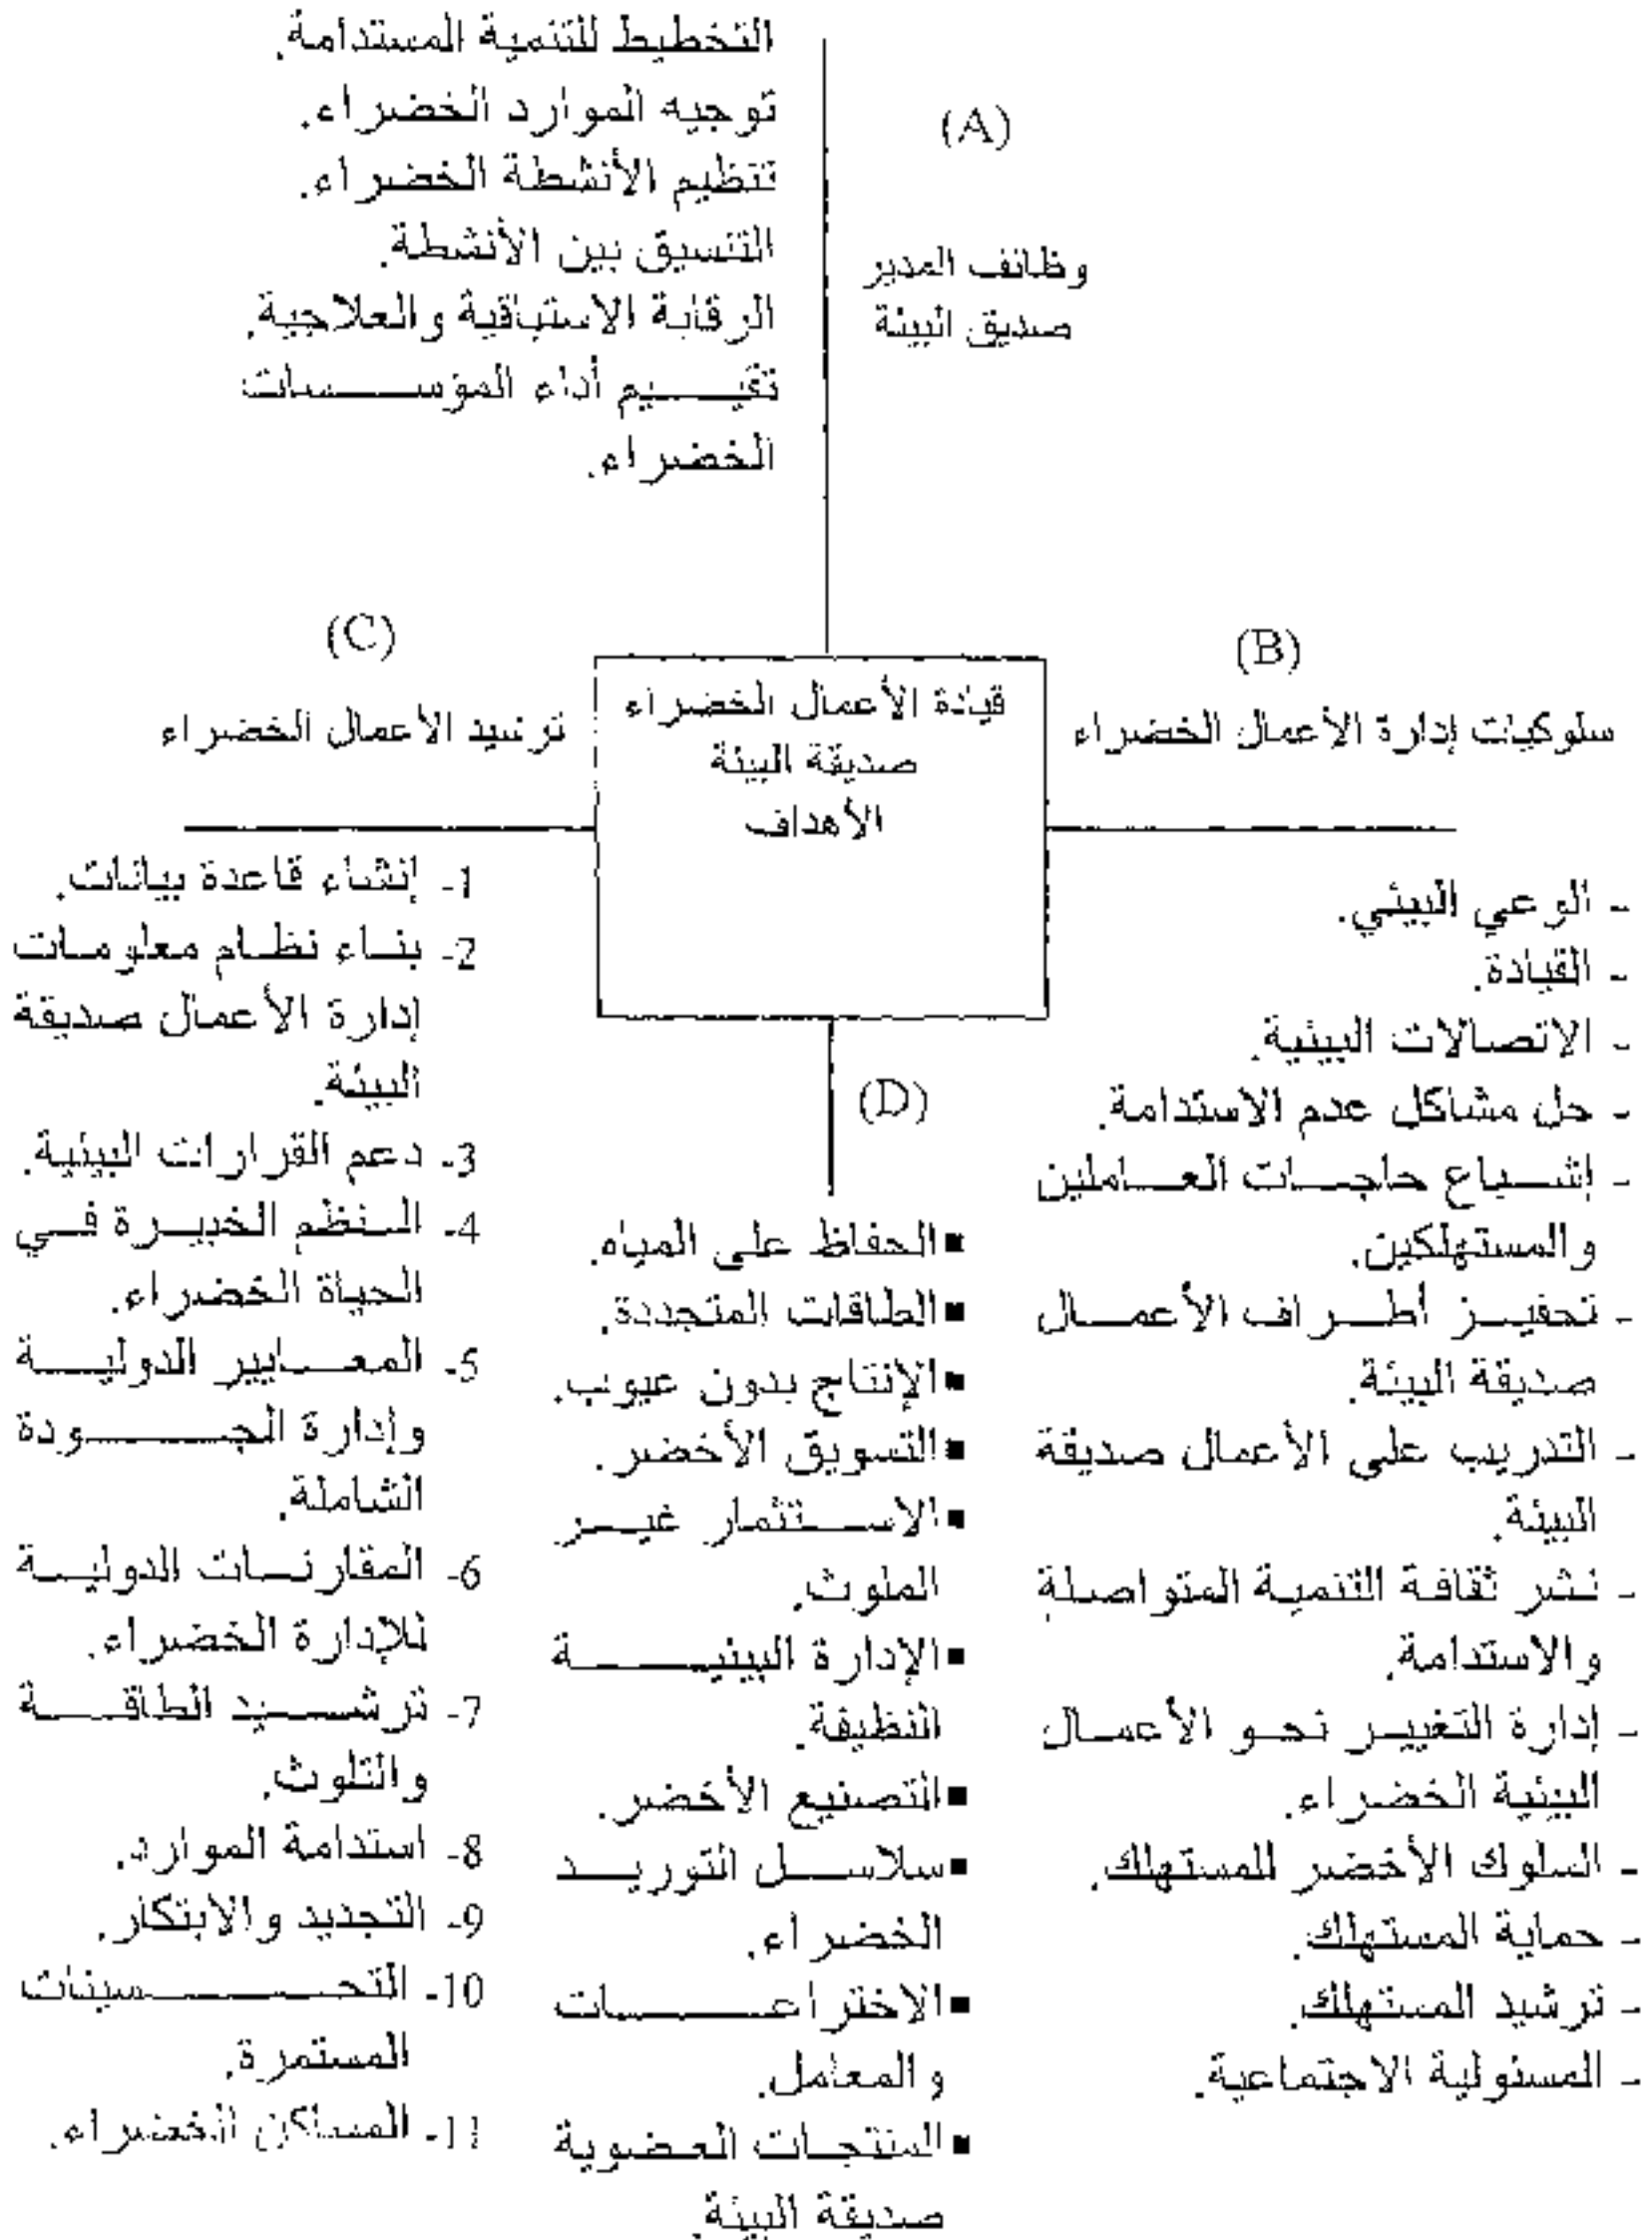 التخطيط للتنمية المستدامة.
توجيه الموارد الخضراء.
تنظيم الأنشطة الخضراء.
التنسيق بين الأنشطة.
الرقابة الاستباقية والعلاجية.
تقييم أداء المؤسسات
الخضراء.
(A)
وظائف المدير
صديق البيئة
(B)
سلوكيات إدارة الأعمال الخضراء
قيادة الأعمال الخضراء
صديقة البيئة
الأهداف
(C)
ترشيد الأعمال الخضراء
- الوعي البيئي.
- القيادة.
- الاتصالات البيئية.
- حل مشاكل عدم الاستدامة.
- إشباع حاجات العاملين
والمستهلكين.
- تحفيز أطراف الأعمال
صديقة البيئة.
- التدريب على الأعمال صديقة
البيئة.
- نشر ثقافة التنمية المتواصلة
والاستدامة.
- إدارة التغيير نحو الأعمال
البيئية الخضراء.
- السلوك الأخضر للمستهلك.
- حماية المستهلك.
- ترشيد المستهلك.
- المسئولية الاجتماعية.
(D)
■ الحفاظ على المياه.
■ الطاقات المتجددة.
■ الإنتاج بدون عيوب.
■ التسويق الأخضر.
■ الاستثمار غير
الملوث.
■ الإدارة البيئية
النظيفة.
■ التصنيع الأخضر.
■ سلاسل التوريد
الخضراء.
■ الاختراعات
والمعامل.
■ المنتجات العضوية
صديقة البيئة.
1- إنشاء قاعدة بيانات.
2- بناء نظام معلومات
إدارة الأعمال صديقة
البيئة.
3- دعم القرارات البيئية.
4- النظم الخبيرة في
الحياة الخضراء.
5- المعايير الدولية
وإدارة الجودة
الشاملة.
6- المقارنات الدولية
للإدارة الخضراء.
7- ترشيد الطاقة
والتلوث.
8- استدامة الموارد.
9- التجديد والابتكار.
10- التحسينات
المستمرة.
11- المساكن الخضراء.